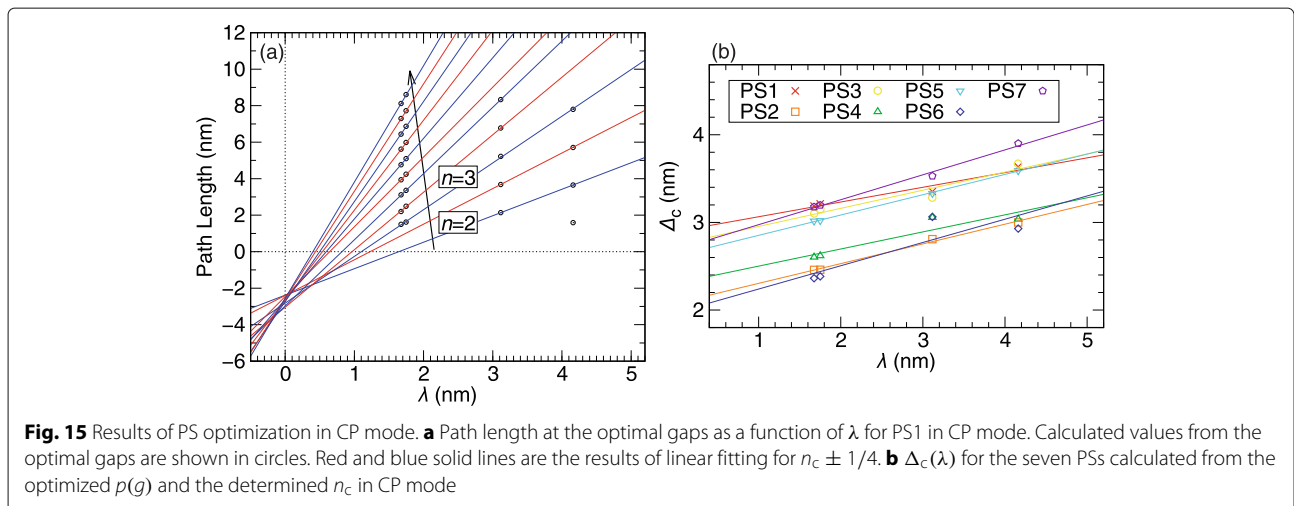 (a)
12
10
8
6
4
2
0
−2
−4
−6
Path Length (nm)
n=3
n=2
0 1 2 3 4 5
λ (nm)
(b)
PS1 PS3 PS5 PS7
PS2 PS4 PS6
4
3
2
Δc (nm)
1 2 3 4 5
λ (nm)
Fig. 15 Results of PS optimization in CP mode. a Path length at the optimal gaps as a function of λ for PS1 in CP mode. Calculated values from the
optimal gaps are shown in circles. Red and blue solid lines are the results of linear fitting for nc ± 1/4. b Δc(λ) for the seven PSs calculated from the
optimized p(g) and the determined nc in CP mode